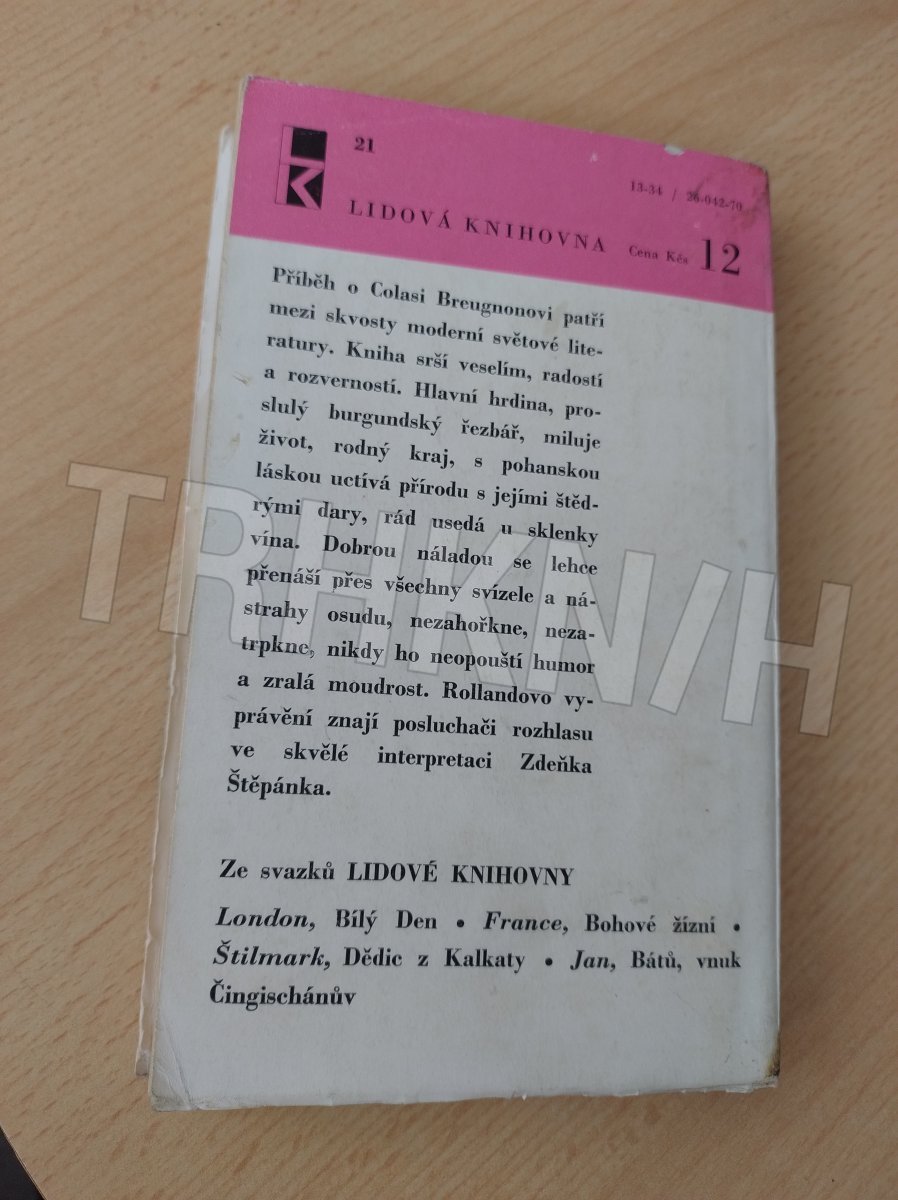 21
13-34 / 26-042-70
LIDOVÁ KNIHOVNA
Cena Kčs 12
Příběh o Colasi Breugnonovi patří
mezi skvosty moderní světové lite-
ratury. Kniha srší veselím, radostí
a rozverností. Hlavní hrdina, pro-
slulý burgundský řezbář, miluje
život, rodný kraj, s pohanskou
láskou uctívá přírodu s jejími štěd-
rými dary, rád usedá u sklenky
vína. Dobrou náladou se lehce
přenáší přes všechny svízele a ná-
strahy osudu, nezahořkne, neza-
trpkne, nikdy ho neopouští humor
a zralá moudrost. Rollandovo vy-
právění znají posluchači rozhlasu
ve skvělé interpretaci Zdeňka
Štěpánka.
Ze svazků LIDOVÉ KNIHOVNY
London, Bílý Den • France, Bohové žízní •
Štilmark, Dědic z Kalkaty • Jan, Bátů, vnuk
Čingischánův
TRHKN/H